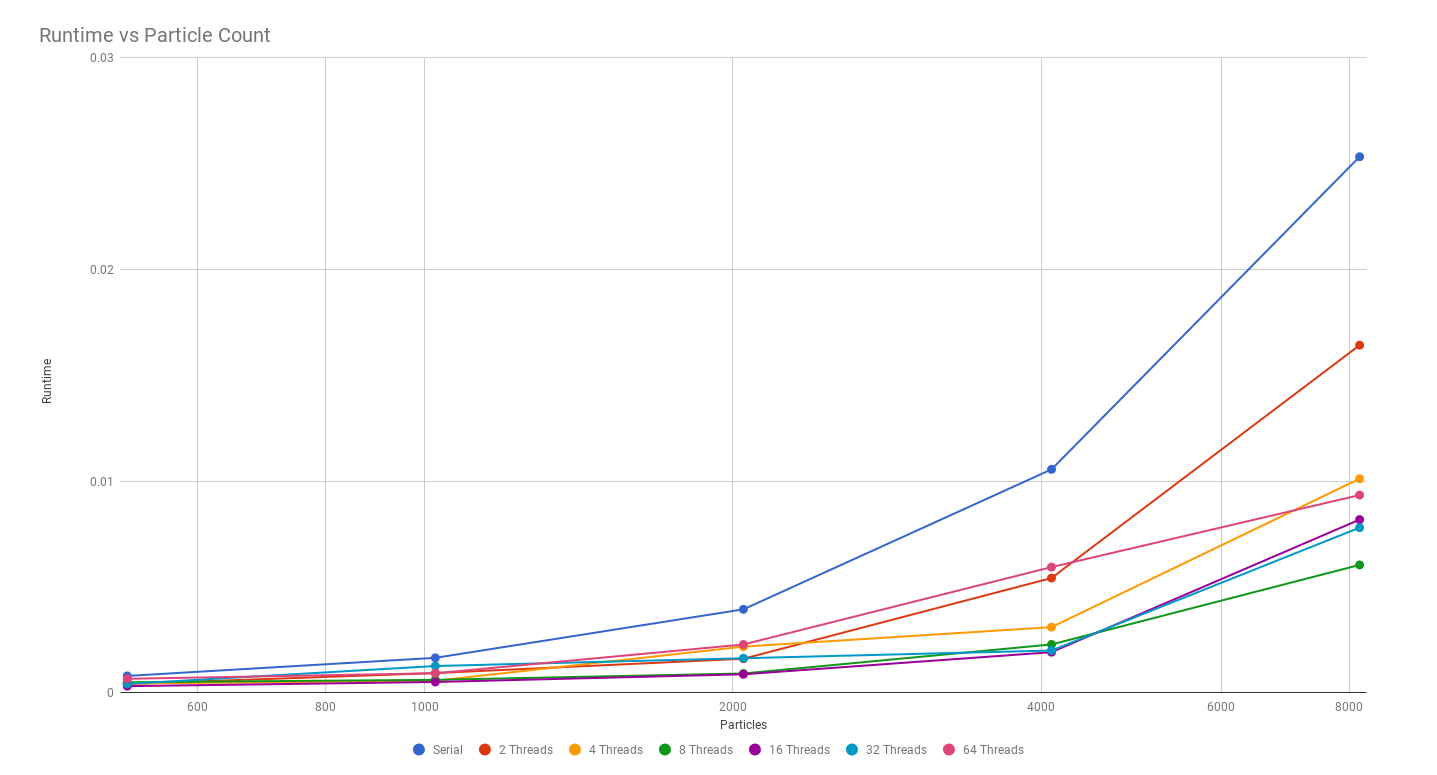 Runtime vs Particle Count
0.03
0.02
0.01
0
Runtime
600 800 1000 2000 4000 6000 8000
Particles
Serial 2 Threads 4 Threads 8 Threads 16 Threads 32 Threads 64 Threads